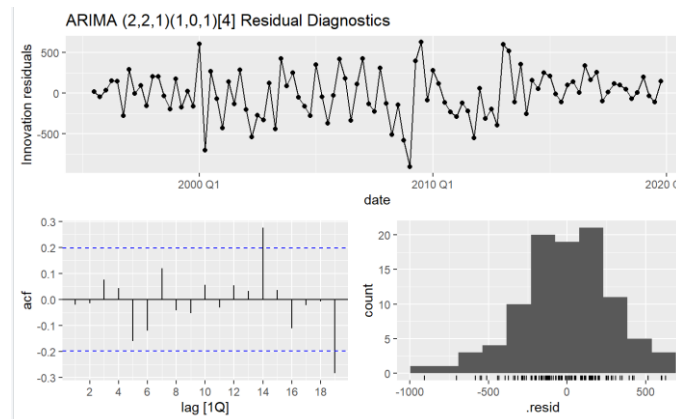 ARIMA (2,2,1)(1,0,1)[4] Residual Diagnostics
Innovation residuals
500
0
-500
2000 Q1
2010 Q1
2020 Q
date
acf
0.3
0.2
0.1
0.0
-0.1
-0.2
-0.3
2 4 6 8 10 12 14 16 18
lag [1Q]
count
20
15
10
5
0
-1000 -500 0 500
.resid